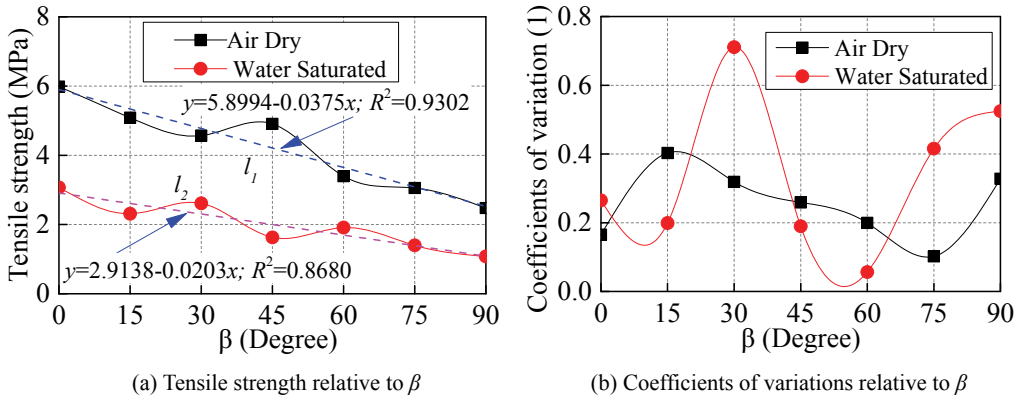 Tensile strength (MPa)
8
6
4
2
0
Air Dry
Water Saturated
y=5.8994-0.0375x; R²=0.9302
l₁
l₂
y=2.9138-0.0203x; R²=0.8680
0 15 30 45 60 75 90
β (Degree)
(a) Tensile strength relative to β
Coefficients of variation (1)
0.8
0.6
0.4
0.2
0.0
Air Dry
Water Saturated
0 15 30 45 60 75 90
β (Degree)
(b) Coefficients of variations relative to β